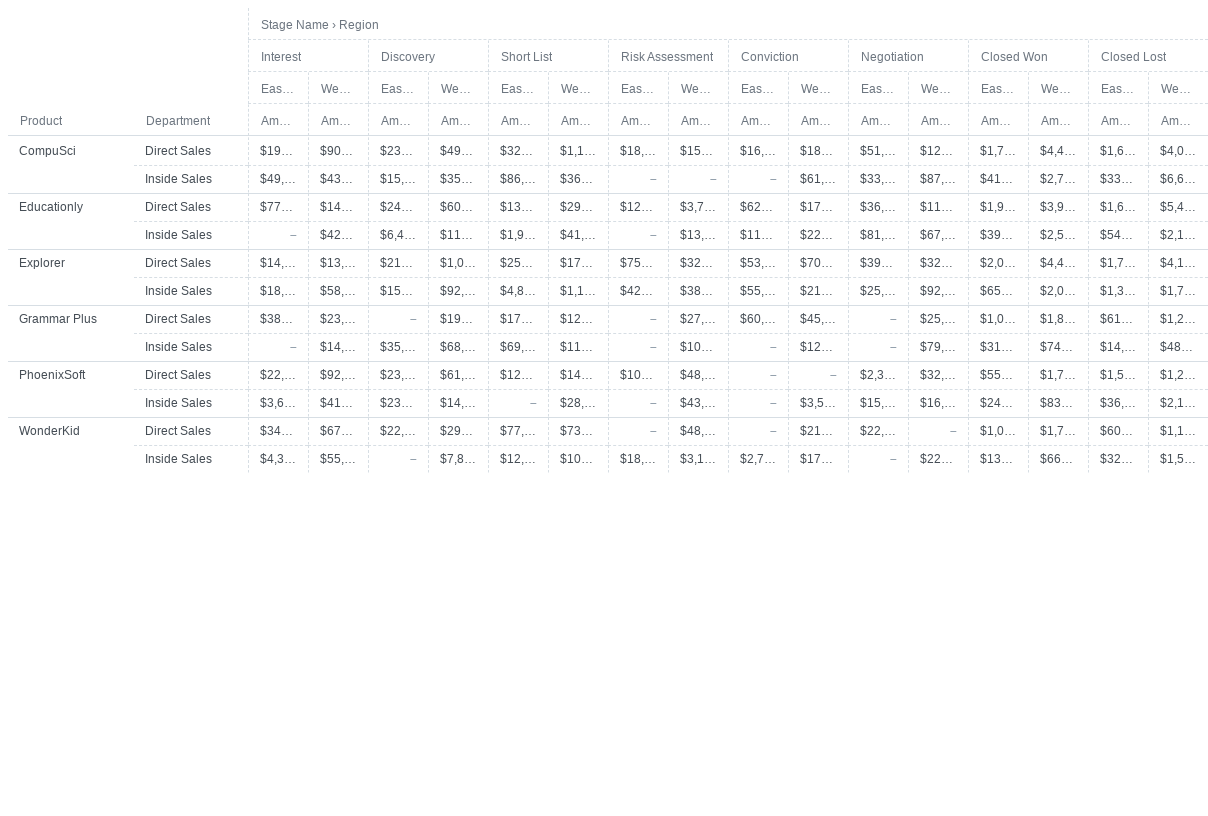 Stage Name › Region
Interest Discovery Short List Risk Assessment Conviction Negotiation Closed Won Closed Lost
Eas… We… Eas… We… Eas… We… Eas… We… Eas… We… Eas… We… Eas… We… Eas… We…
Product Department Am… Am… Am… Am… Am… Am… Am… Am… Am… Am… Am… Am… Am… Am… Am… Am…
CompuSci Direct Sales $19… $90… $23… $49… $32… $1,1… $18,… $15… $16,… $18… $51,… $12… $1,7… $4,4… $1,6… $4,0…
Inside Sales $49,… $43… $15,… $35… $86,… $36… – – – $61,… $33,… $87,… $41… $2,7… $33… $6,6…
Educationly Direct Sales $77… $14… $24… $60… $13… $29… $12… $3,7… $62… $17… $36,… $11… $1,9… $3,9… $1,6… $5,4…
Inside Sales – $42… $6,4… $11… $1,9… $41,… – $13,… $11… $22… $81,… $67,… $39… $2,5… $54… $2,1…
Explorer Direct Sales $14,… $13,… $21… $1,0… $25… $17… $75… $32… $53,… $70… $39… $32… $2,0… $4,4… $1,7… $4,1…
Inside Sales $18,… $58,… $15… $92,… $4,8… $1,1… $42… $38… $55,… $21… $25,… $92,… $65… $2,0… $1,3… $1,7…
Grammar Plus Direct Sales $38… $23,… – $19… $17… $12… – $27,… $60,… $45,… – $25,… $1,0… $1,8… $61… $1,2…
Inside Sales – $14,… $35,… $68,… $69,… $11… – $10… – $12… – $79,… $31… $74… $14,… $48…
PhoenixSoft Direct Sales $22,… $92,… $23,… $61,… $12… $14… $10… $48,… – – $2,3… $32,… $55… $1,7… $1,5… $1,2…
Inside Sales $3,6… $41… $23… $14,… – $28,… – $43,… – $3,5… $15,… $16,… $24… $83… $36,… $2,1…
WonderKid Direct Sales $34… $67… $22,… $29… $77,… $73… – $48,… – $21… $22,… – $1,0… $1,7… $60… $1,1…
Inside Sales $4,3… $55,… – $7,8… $12,… $10… $18,… $3,1… $2,7… $17… – $22… $13… $66… $32… $1,5…